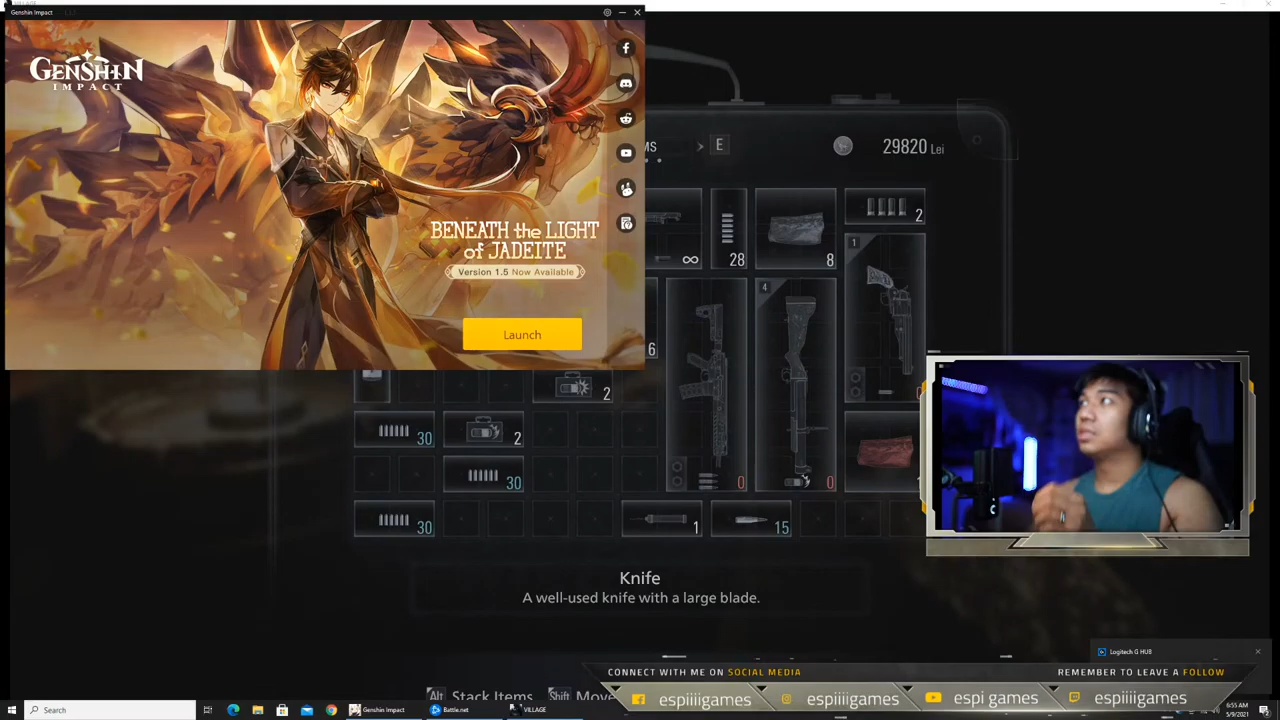 VILLAGE
Genshin Impact
GENSHIN
IMPACT
BENEATH the LIGHT
of JADEITE
Version 1.5 Now Available
Launch
MS
E
29820 Lei
∞
28
8
2
1
6
4
2
30
2
30
0
0
30
1
15
Knife
A well-used knife with a large blade.
Alt Stack Items Shift Move
Logitech G HUB
CONNECT WITH ME ON SOCIAL MEDIA
REMEMBER TO LEAVE A FOLLOW
espiiiigames
espiiiigames
espi games
espiiiigames
Search
Genshin Impact
Battle.net
VILLAGE
6:55 AM
5/9/2021